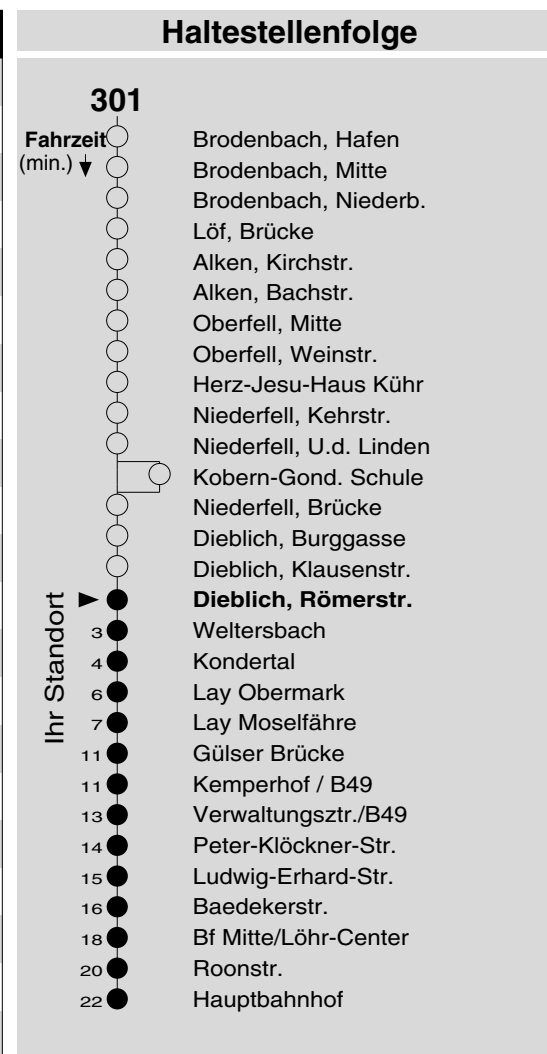 Haltestellenfolge
301
Fahrzeit
(min.)
Brodenbach, Hafen
Brodenbach, Mitte
Brodenbach, Niederb.
Löf, Brücke
Alken, Kirchstr.
Alken, Bachstr.
Oberfell, Mitte
Oberfell, Weinstr.
Herz-Jesu-Haus Kühr
Niederfell, Kehrstr.
Niederfell, U.d. Linden
Kobern-Gond. Schule
Niederfell, Brücke
Dieblich, Burggasse
Dieblich, Klausenstr.
Ihr Standort
Dieblich, Römerstr.
3 Weltersbach
4 Kondertal
6 Lay Obermark
7 Lay Moselfähre
11 Gülser Brücke
11 Kemperhof / B49
13 Verwaltungsztr./B49
14 Peter-Klöckner-Str.
15 Ludwig-Erhard-Str.
16 Baedekerstr.
18 Bf Mitte/Löhr-Center
20 Roonstr.
22 Hauptbahnhof